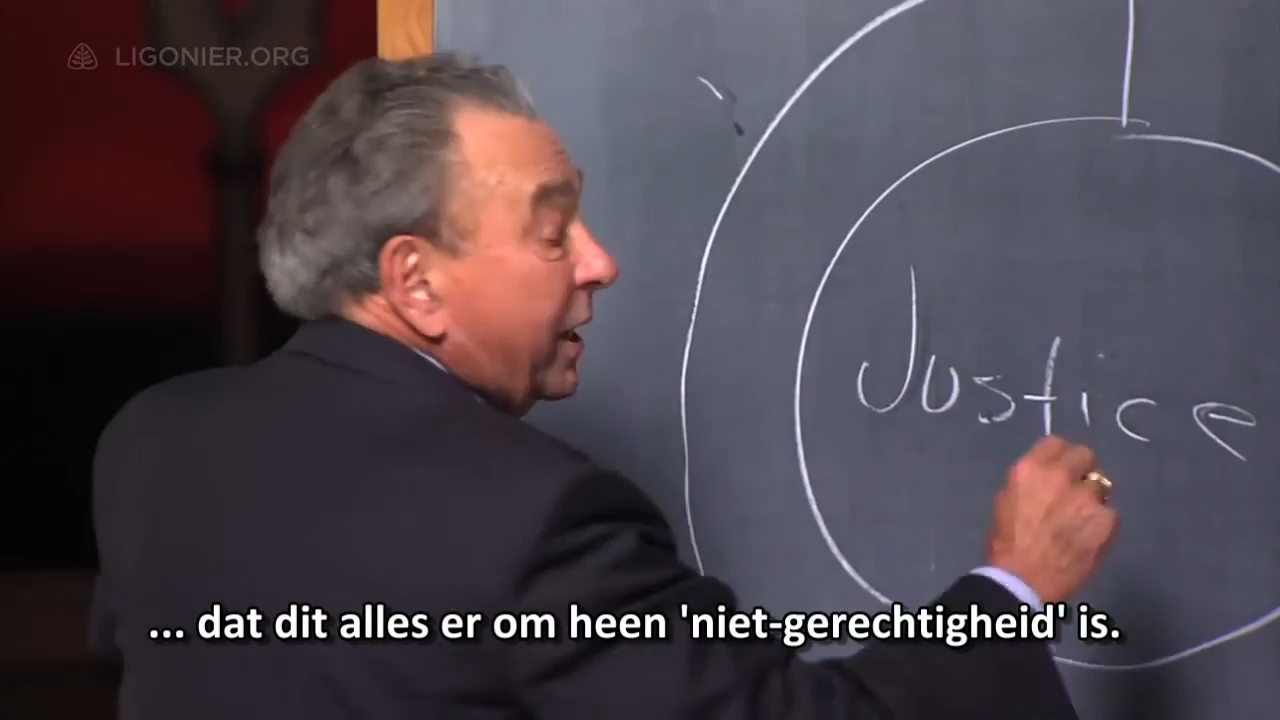 LIGONIER.ORG
Justice
... dat dit alles er om heen 'niet-gerechtigheid' is.